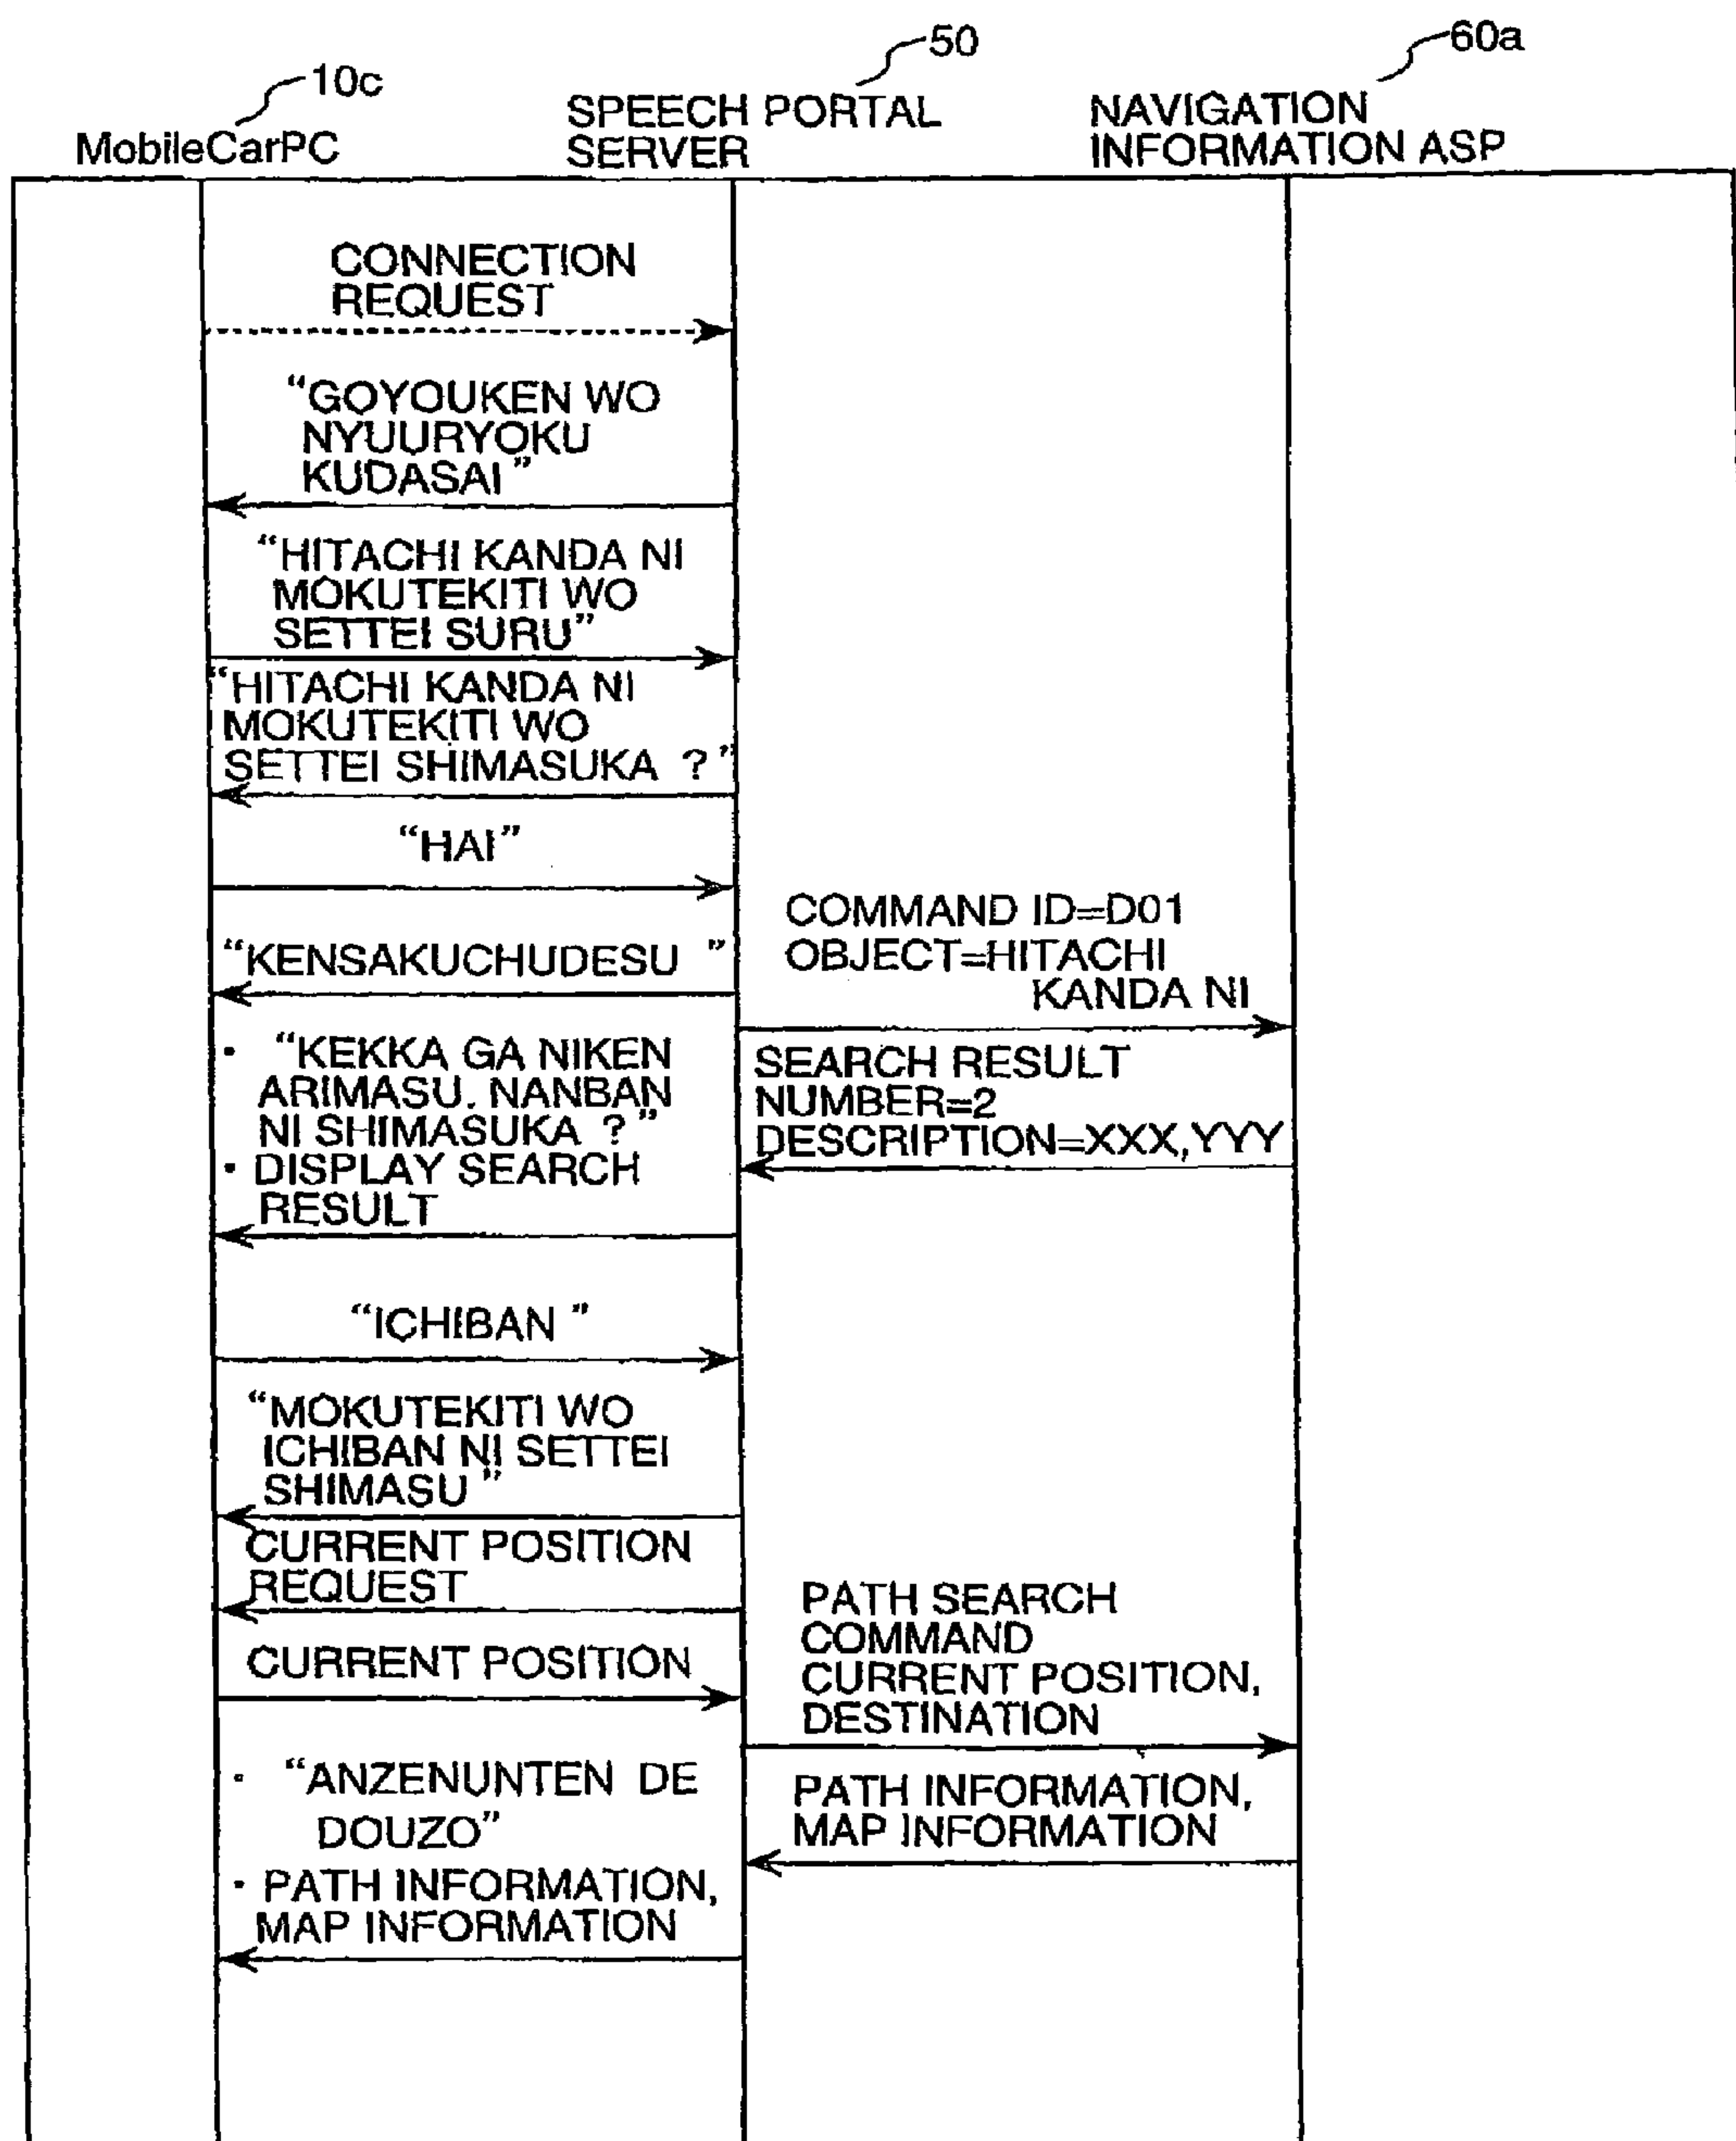 50
60a
10c
SPEECH PORTAL
SERVER
NAVIGATION
INFORMATION ASP
MobileCarPC
CONNECTION
REQUEST
“GOYOUKEN WO
NYUURYOKU
KUDASAI”
“HITACHI KANDA NI
MOKUTEKITI WO
SETTEI SURU”
“HITACHI KANDA NI
MOKUTEKITI WO
SETTEI SHIMASUKA ?”
“HAI”
“KENSAKUCHUDESU ”
COMMAND ID=D01
OBJECT=HITACHI
KANDA NI
• “KEKKA GA NIKEN
ARIMASU. NANBAN
NI SHIMASUKA ?”
• DISPLAY SEARCH
RESULT
SEARCH RESULT
NUMBER=2
DESCRIPTION=XXX,YYY
“ICHIBAN ”
“MOKUTEKITI WO
ICHIBAN NI SETTEI
SHIMASU ”
CURRENT POSITION
REQUEST
CURRENT POSITION
PATH SEARCH
COMMAND
CURRENT POSITION,
DESTINATION
• “ANZENUNTEN DE
DOUZO”
• PATH INFORMATION,
MAP INFORMATION
PATH INFORMATION,
MAP INFORMATION